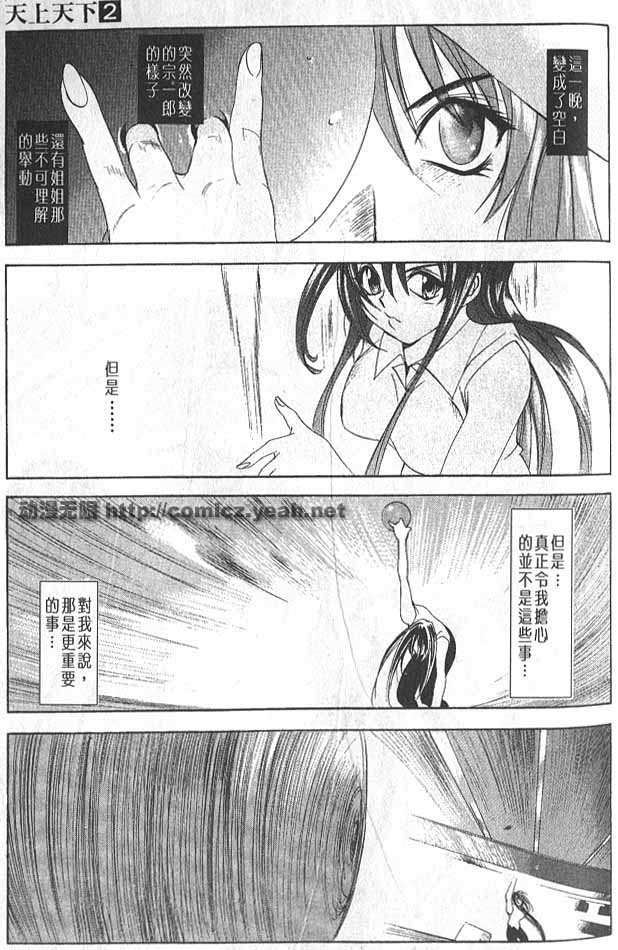 天上天下2
這一晚，
變成了空白
突然改變
的宗一郎
的樣子
還有姐姐那
些不可理解
的舉動
但是……
动漫无限 http://comicz.yeah.net
但是…
真正令我擔心
的並不是這些事…
對我來說，
那是更重要
的事…